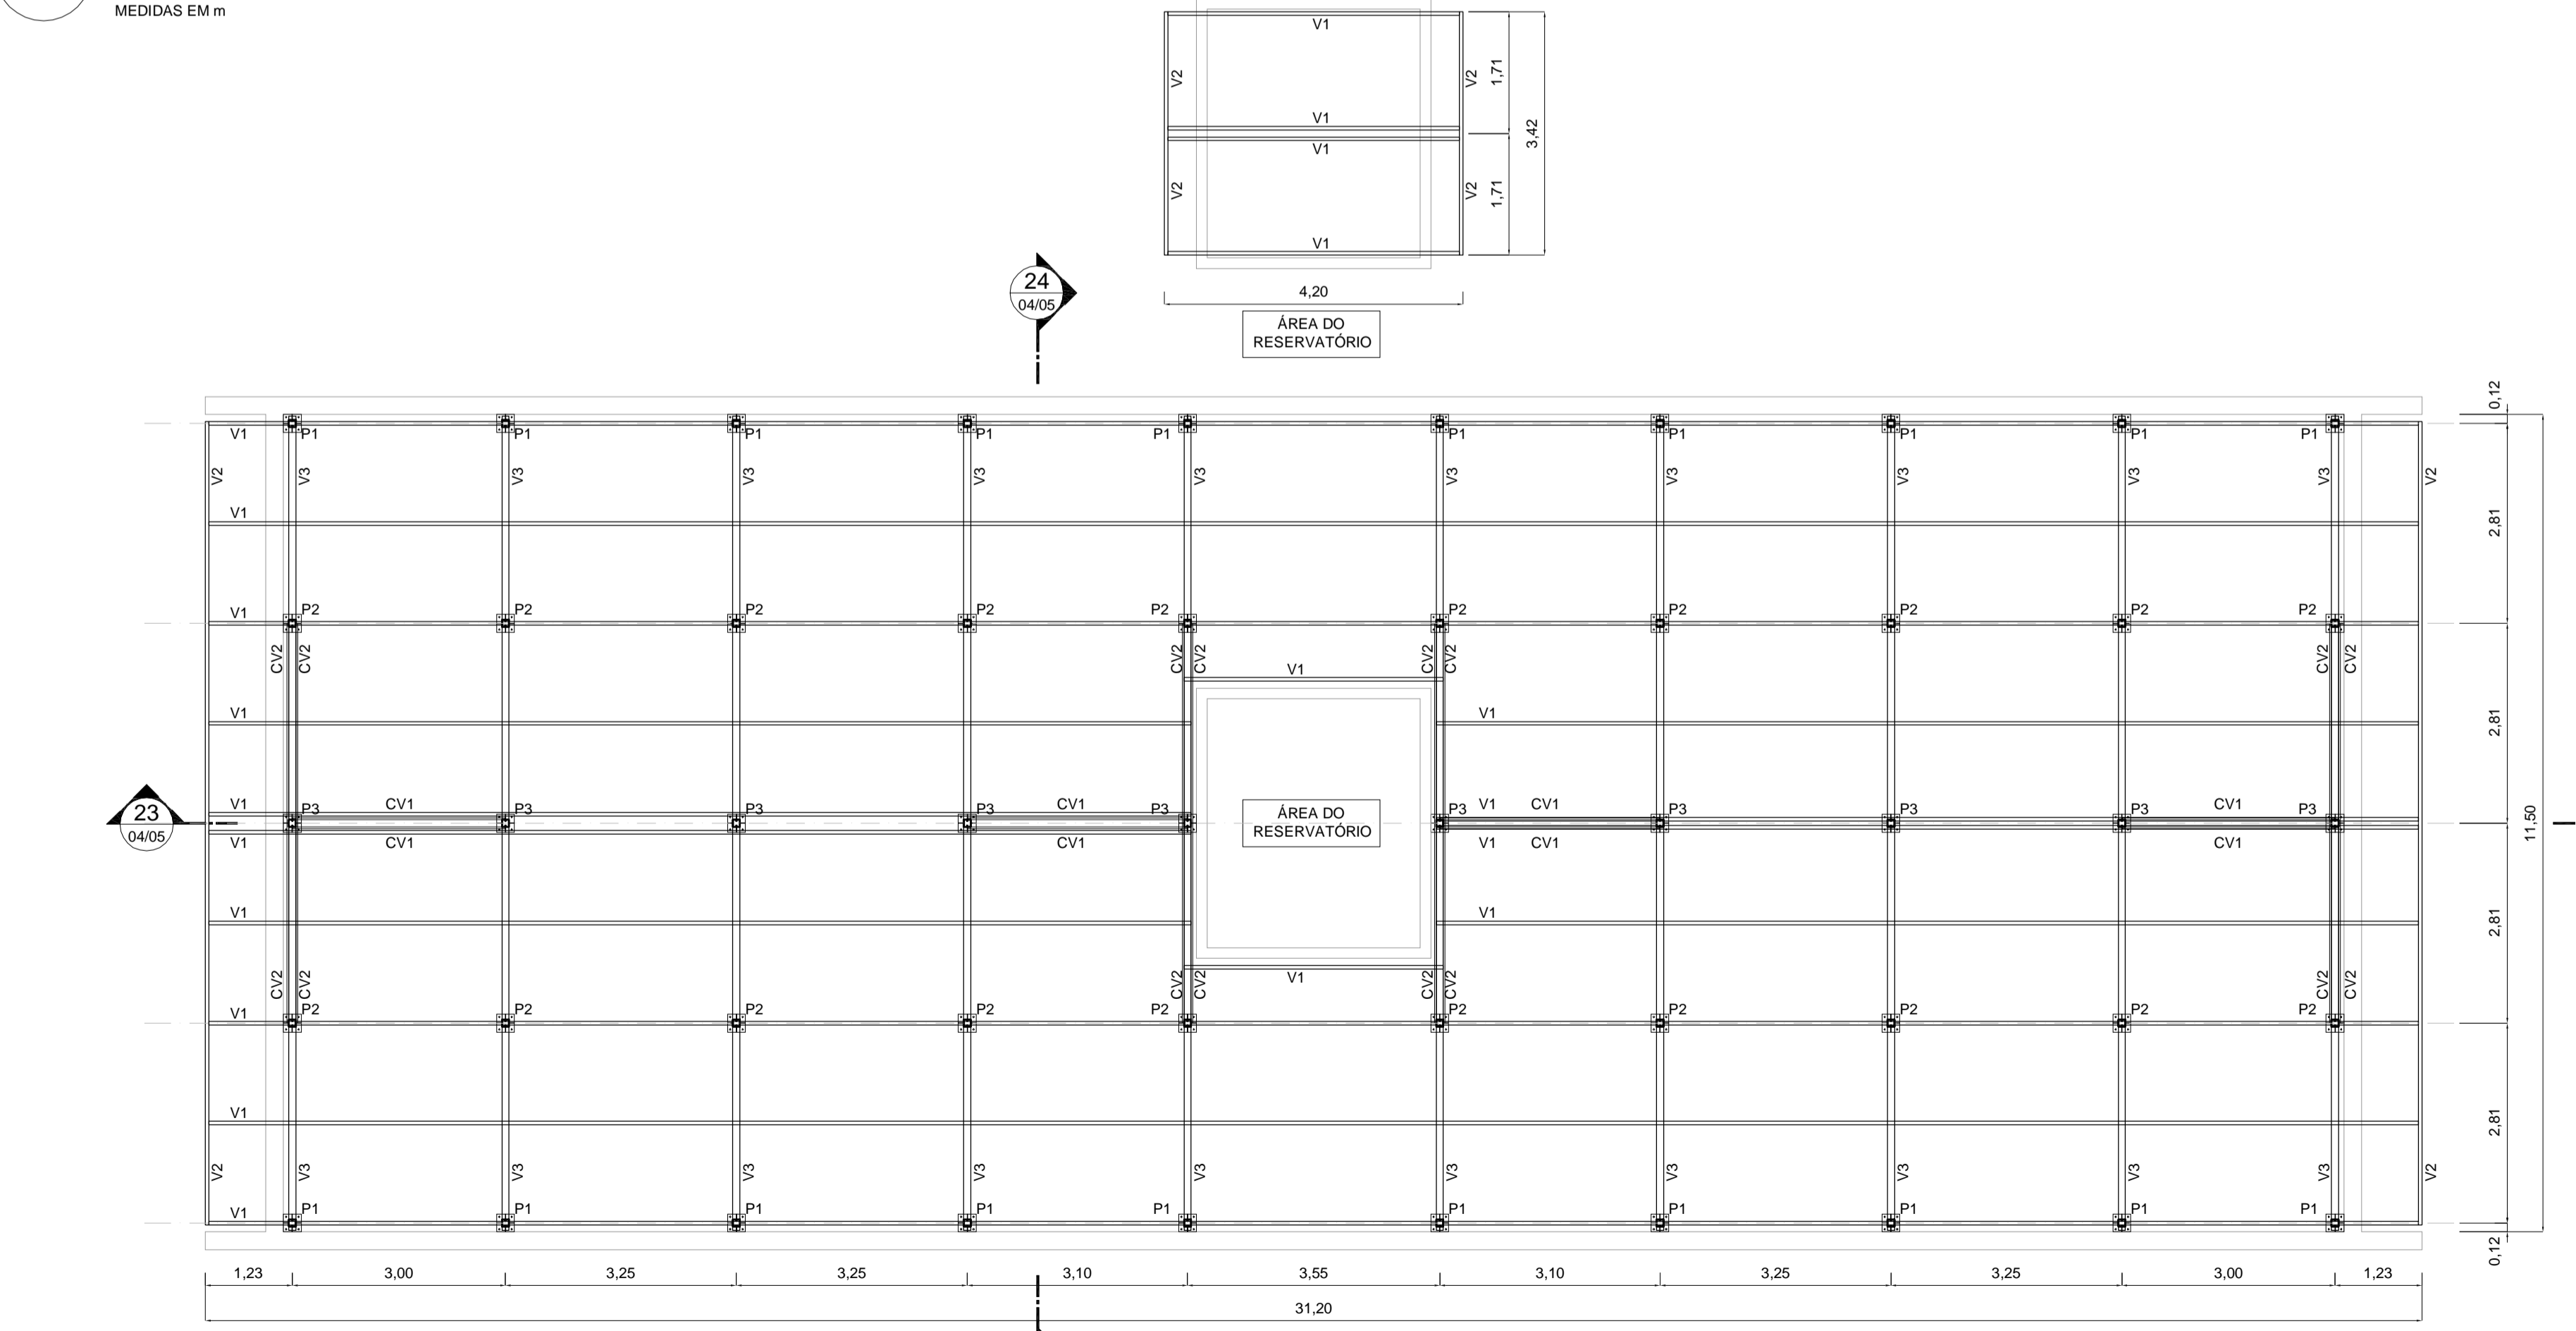 MEDIDAS EM m
V1
V2 V2 1,71
V1
3,42
V1
V2 V2 1,71
V1
24
04/05
4,20
ÁREA DO
RESERVATÓRIO
0,12
V1 P1 P1 P1 P1 P1 P1 P1 P1 P1 P1
V2 V3 V3 V3 V3 V3 V3 V3 V3 V3 V3 V2
V1 2,81
V1 P2 P2 P2 P2 P2 P2 P2 P2 P2 P2
CV2 CV2 CV2 CV2 CV2 CV2 CV2 CV2
V1
V1 V1 2,81
V1 P3 CV1 P3 P3 P3 CV1 P3 P3 V1 CV1 P3 P3 P3 CV1 P3
23
04/05
ÁREA DO
RESERVATÓRIO
11,50
V1 CV1 CV1 V1 CV1 CV1
V1 V1 2,81
CV2 CV2 CV2 CV2 CV2 CV2 CV2 CV2
V1
V1 P2 P2 P2 P2 P2 P2 P2 P2 P2 P2
V1 2,81
V2 V3 V3 V3 V3 V3 V3 V3 V3 V3 V3 V2
V1 P1 P1 P1 P1 P1 P1 P1 P1 P1 P1
0,12
1,23 3,00 3,25 3,25 3,10 3,55 3,10 3,25 3,25 3,00 1,23
31,20